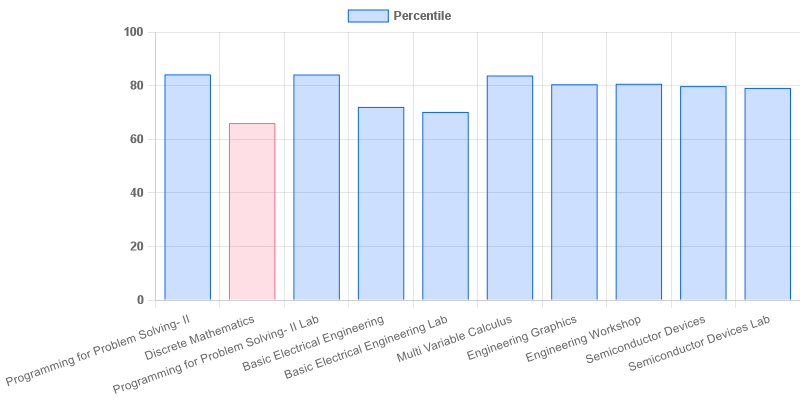 Percentile
100
80
60
40
20
0
Programming for Problem Solving- II
Discrete Mathematics
Programming for Problem Solving- II Lab
Basic Electrical Engineering
Basic Electrical Engineering Lab
Multi Variable Calculus
Engineering Graphics
Engineering Workshop
Semiconductor Devices
Semiconductor Devices Lab